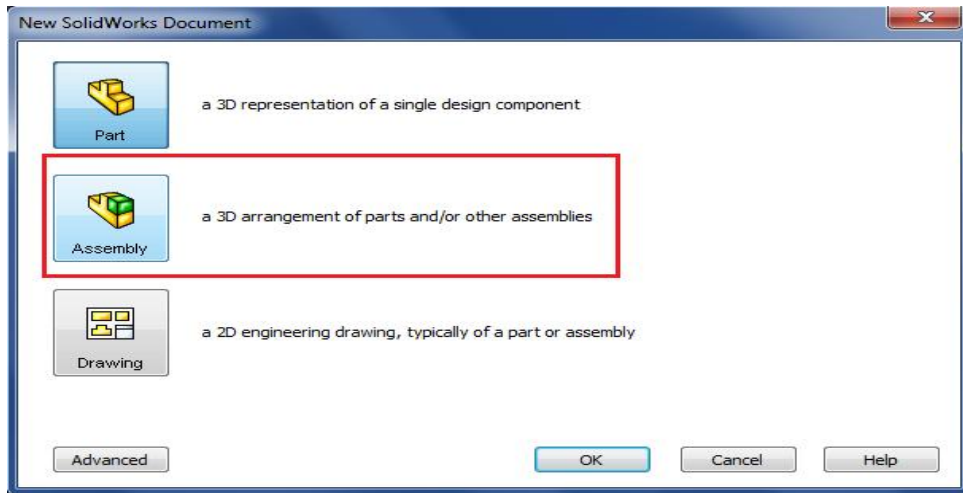 New SolidWorks Document
a 3D representation of a single design component
Part
a 3D arrangement of parts and/or other assemblies
Assembly
a 2D engineering drawing, typically of a part or assembly
Drawing
Advanced OK Cancel Help